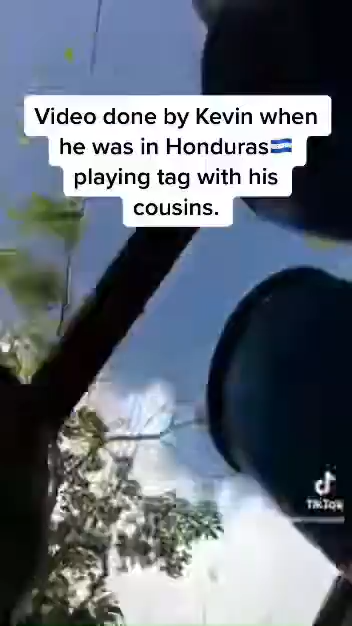 Video done by Kevin when
he was in Honduras🇭🇳
playing tag with his
cousins.
TikTok